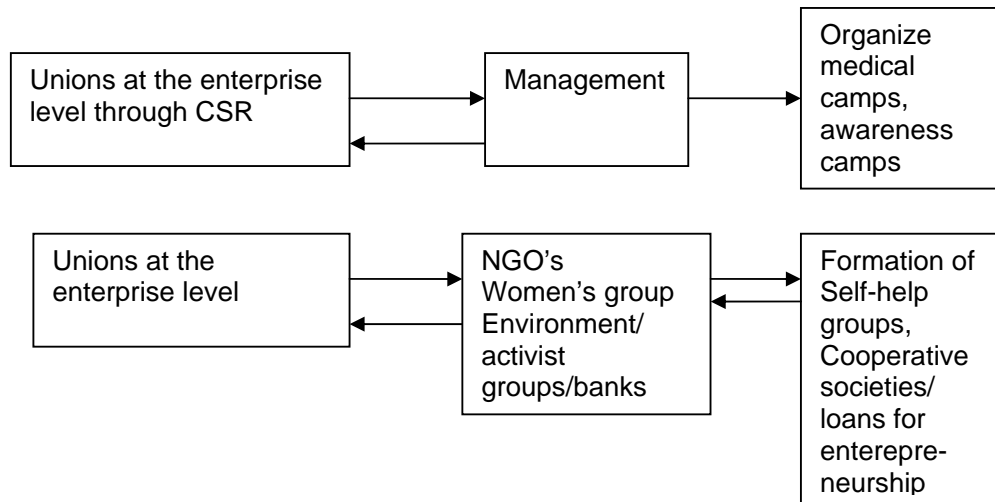 Unions at the enterprise
level through CSR
Management
Organize
medical
camps,
awareness
camps
Unions at the
enterprise level
NGO's
Women's group
Environment/
activist
groups/banks
Formation of
Self-help
groups,
Cooperative
societies/
loans for
enterepre-
neurship